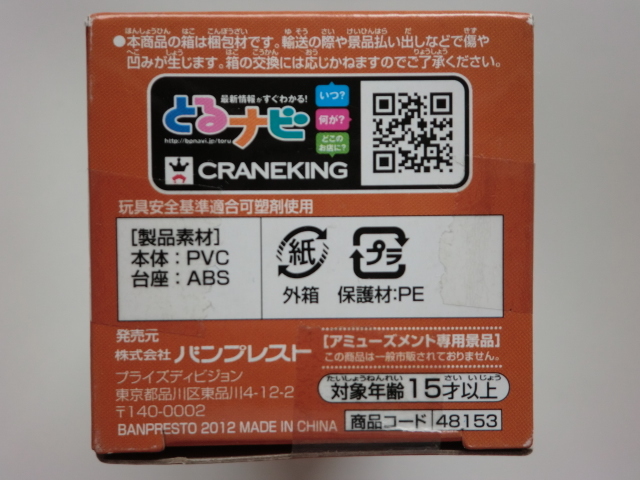 ●本商品の箱は梱包材です。輸送の際や景品払い出しなどで傷や
凹みが生じます。箱の交換には応じかねますのでご了承ください。
最新情報がすぐわかる!
とるナビ
http://bpnavi.jp/toru
いつ?
何が?
どこの
お店に?
CRANEKING
玩具安全基準適合可塑剤使用
[製品素材]
本体:PVC
台座:ABS
紙
外箱
プラ
保護材:PE
発売元
株式会社 バンプレスト
プライズディビジョン
東京都品川区東品川4-12-2
〒140-0002
BANPRESTO 2012 MADE IN CHINA
[アミューズメント専用景品]
この商品は一般市販されておりません。
対象年齢15才以上
商品コード 48153